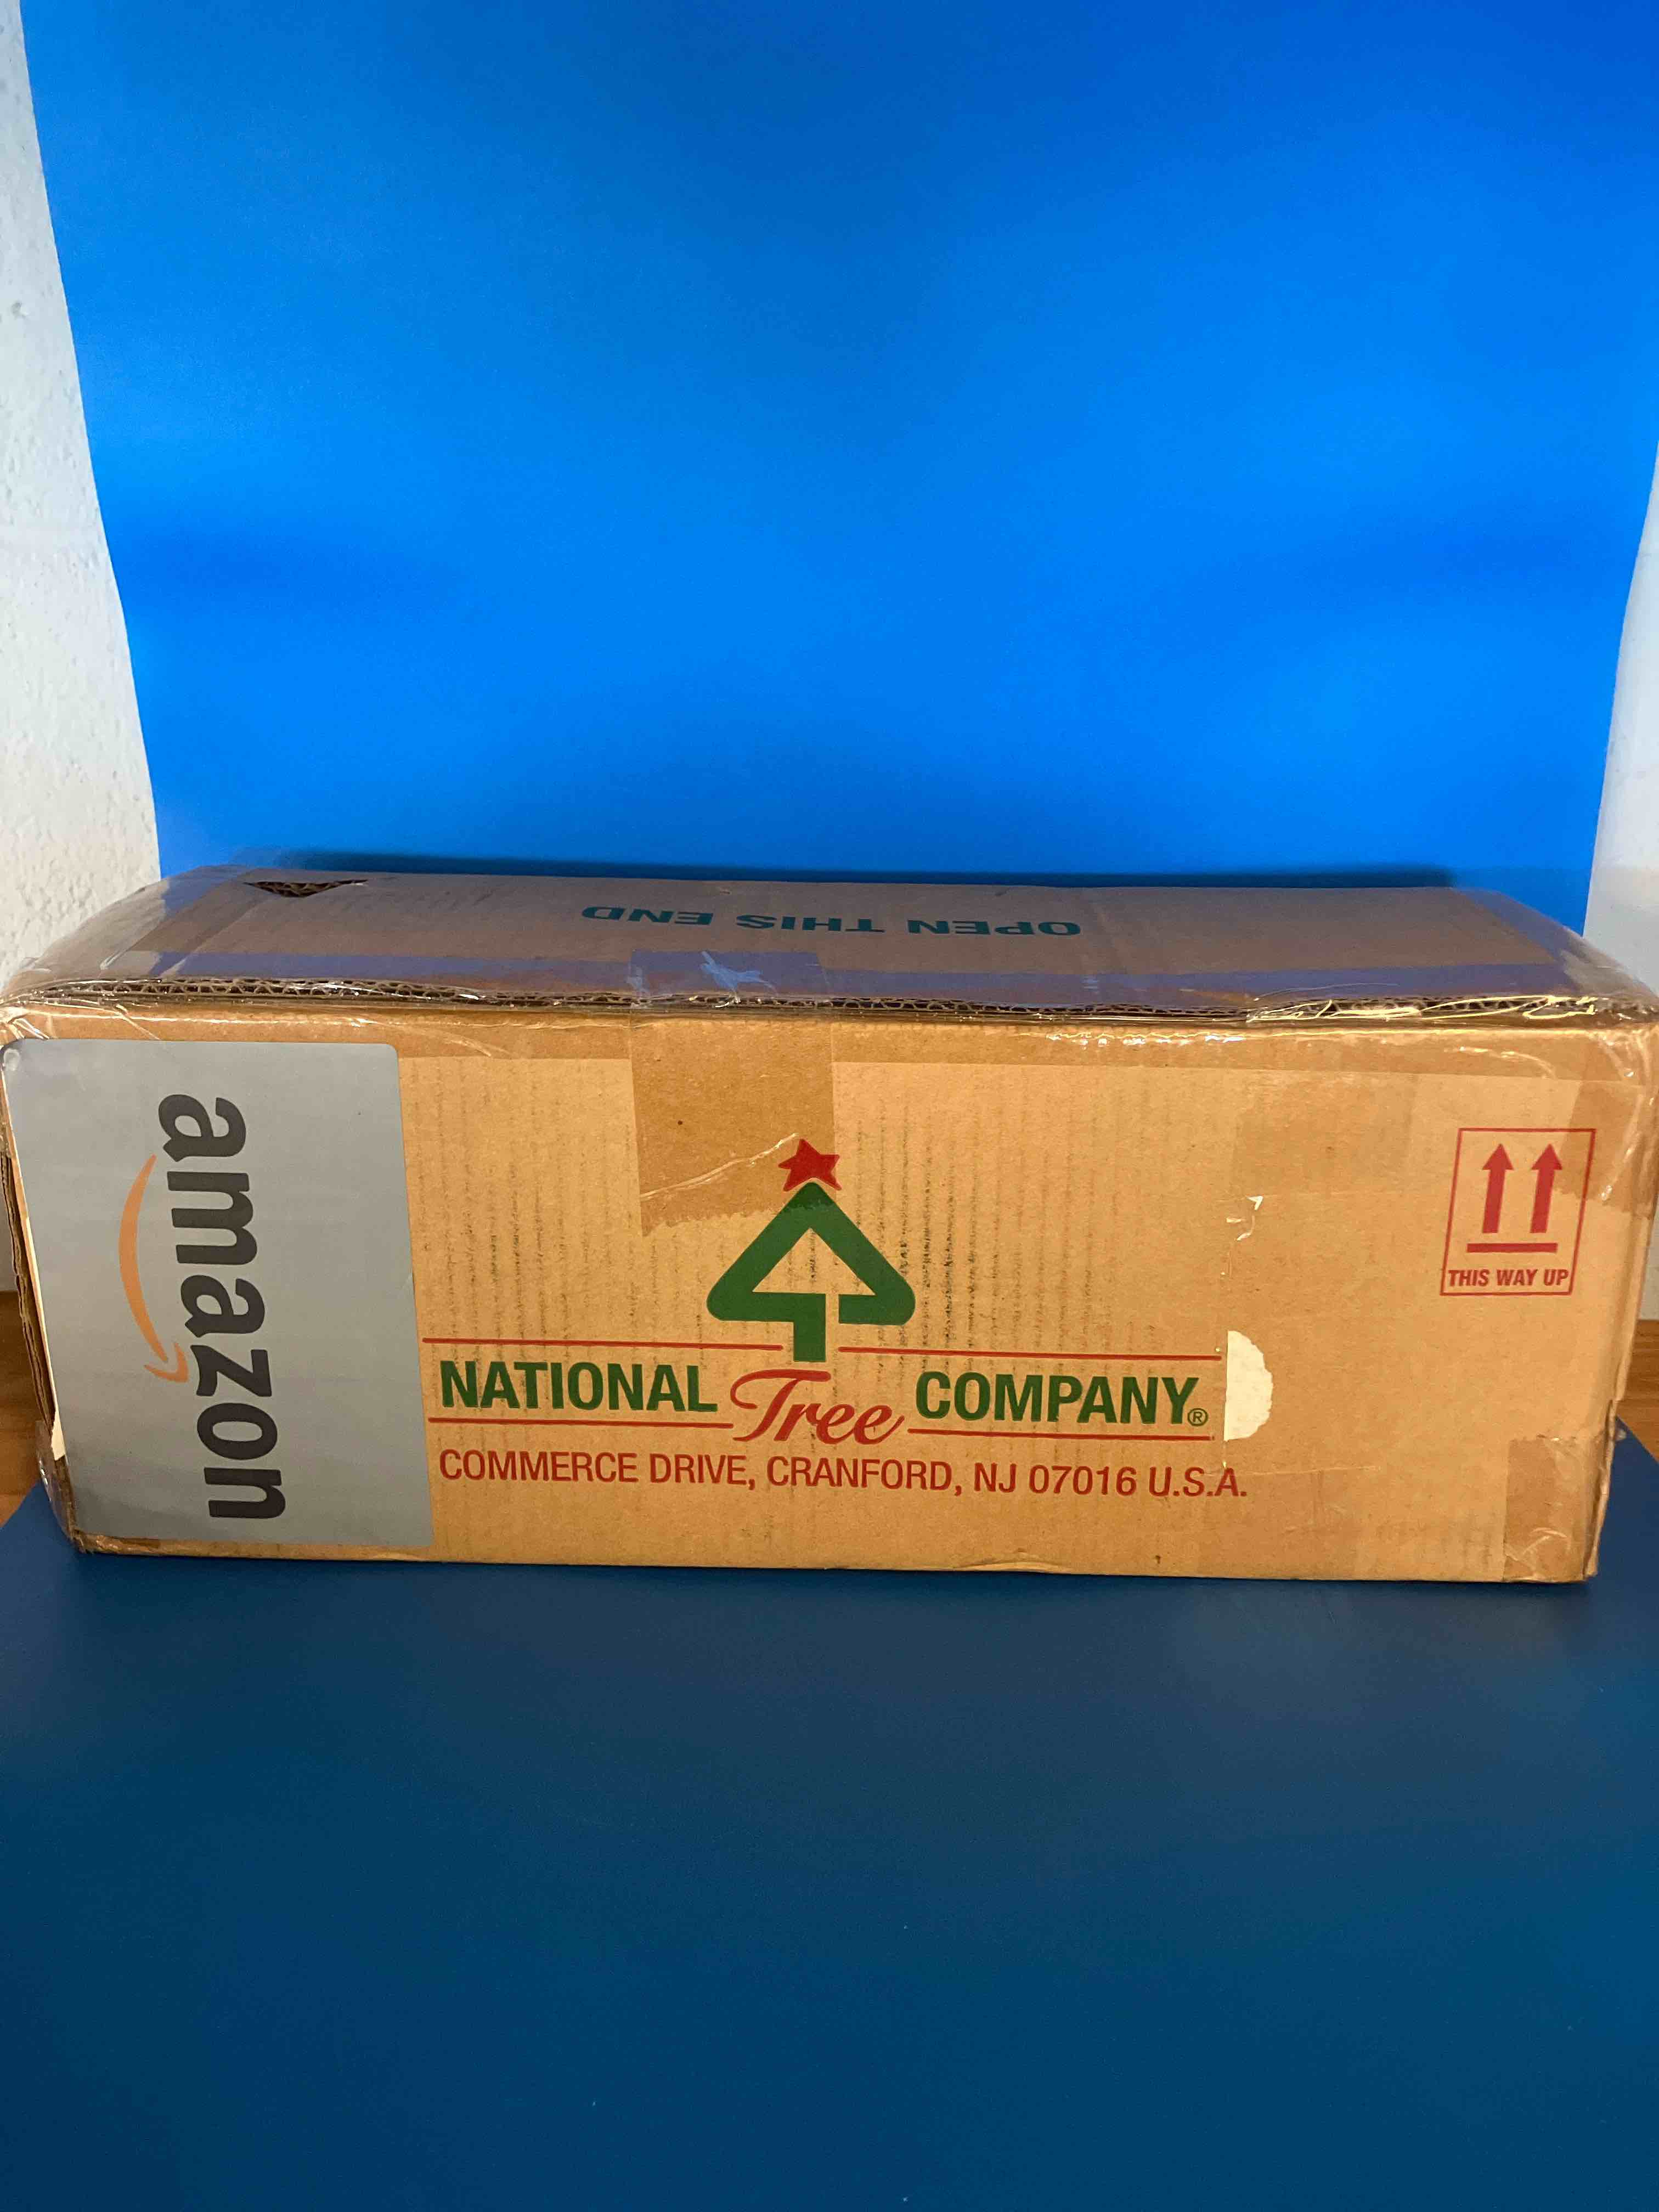 OPEN THIS END
amazon
THIS WAY UP
NATIONAL Tree COMPANY®
COMMERCE DRIVE, CRANFORD, NJ 07016 U.S.A.